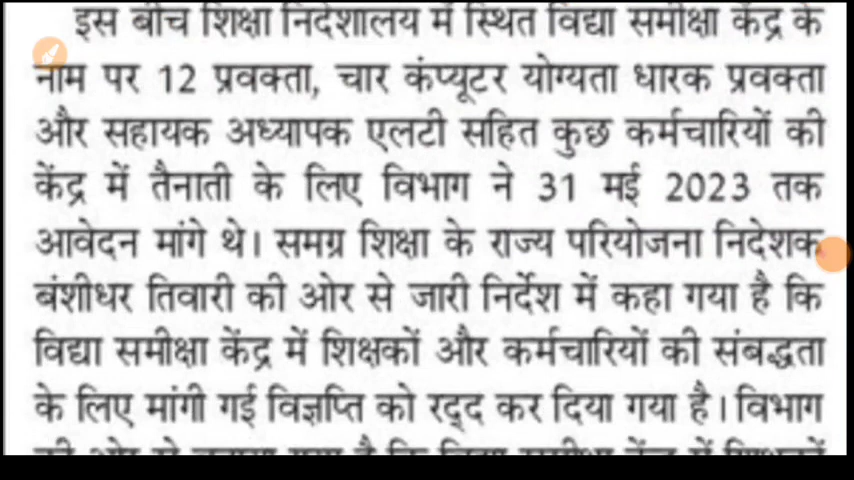 इस बीच शिक्षा निदेशालय में स्थित विद्या समीक्षा केंद्र के
नाम पर 12 प्रवक्ता, चार कंप्यूटर योग्यता धारक प्रवक्ता
और सहायक अध्यापक एलटी सहित कुछ कर्मचारियों की
केंद्र में तैनाती के लिए विभाग ने 31 मई 2023 तक
आवेदन मांगे थे। समग्र शिक्षा के राज्य परियोजना निदेशक
बंशीधर तिवारी की ओर से जारी निर्देश में कहा गया है कि
विद्या समीक्षा केंद्र में शिक्षकों और कर्मचारियों की संबद्धता
के लिए मांगी गई विज्ञप्ति को रद्द कर दिया गया है। विभाग